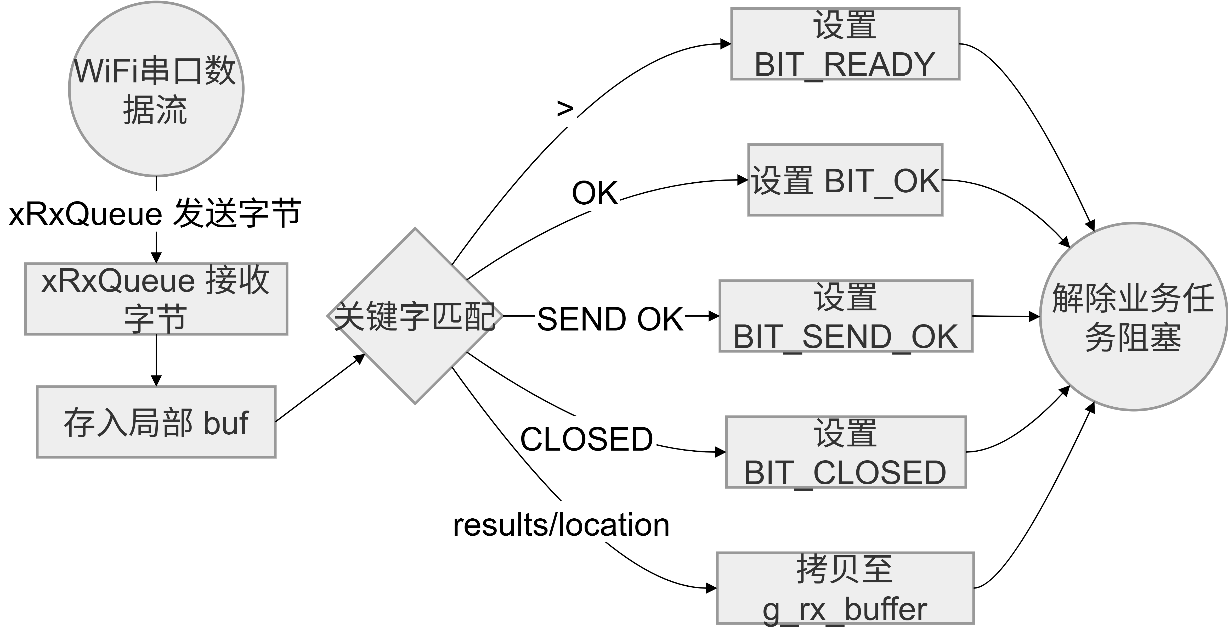 WiFi串口数
据流
xRxQueue 发送字节
xRxQueue 接收
字节
存入局部 buf
关键字匹配
>
OK
SEND OK
CLOSED
results/location
设置
BIT_READY
设置 BIT_OK
设置
BIT_SEND_OK
设置
BIT_CLOSED
拷贝至
g_rx_buffer
解除业务任
务阻塞